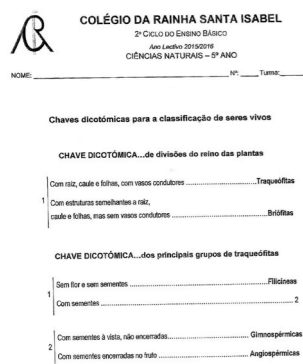 COLÉGIO DA RAINHA SANTA ISABEL
2º CICLO DO ENSINO BÁSICO
Ano Lectivo 2015/2016
CIÊNCIAS NATURAIS – 5º ANO
NOME: Nº: Turma:
Chaves dicotómicas para a classificação de seres vivos
CHAVE DICOTÓMICA...de divisões do reino das plantas
Com raiz, caule e folhas, com vasos condutores ....Traqueófitas
1
Com estruturas semelhantes a raiz,
caule e folhas, mas sem vasos condutores .... Briófitas
CHAVE DICOTÓMICA...dos principais grupos de traqueófitas
Sem flor e sem sementes ....Filicíneas
1
Com sementes .... 2
Com sementes à vista, não encerradas.... Gimnospérmicas
2
Com sementes encerradas no fruto .... Angiospérmicas